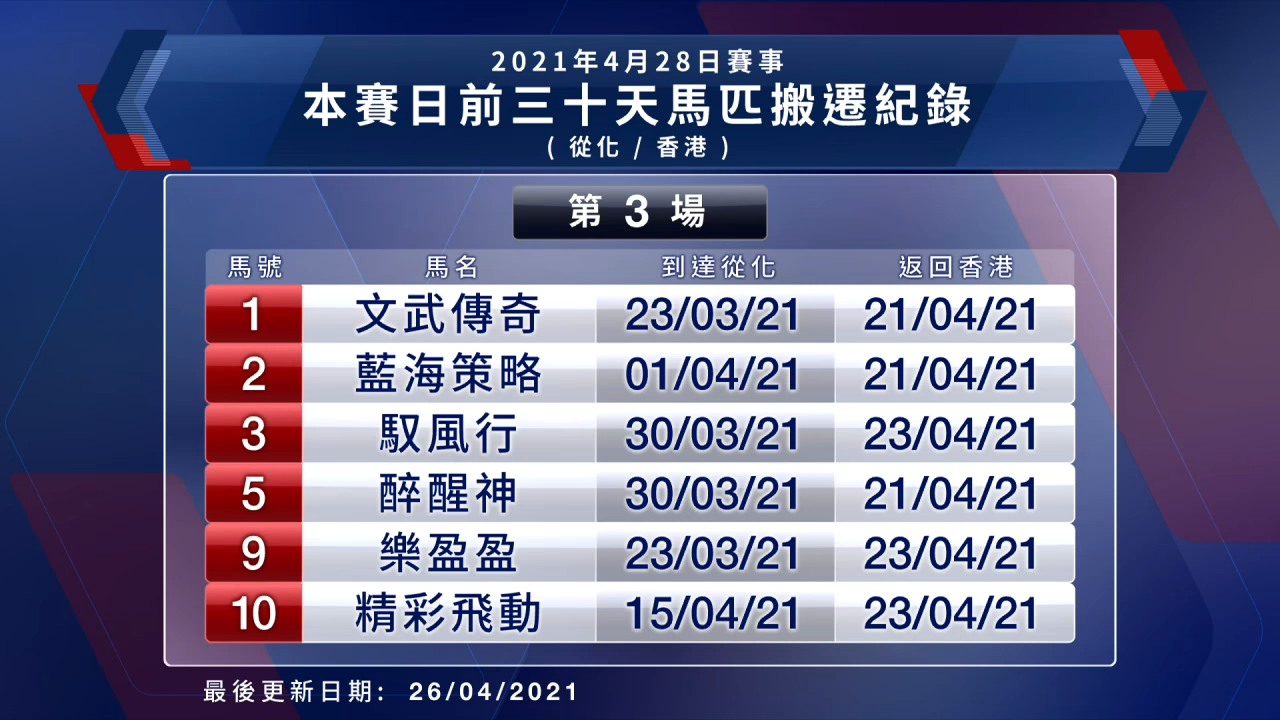 2021年4月28日賽事
本賽日前三十天馬匹搬遷紀錄
( 從化 / 香港 )
第 3 場
馬號 馬名 到達從化 返回香港
1 文武傳奇 23/03/21 21/04/21
2 藍海策略 01/04/21 21/04/21
3 馭風行 30/03/21 23/04/21
5 醉醒神 30/03/21 21/04/21
9 樂盈盈 23/03/21 23/04/21
10 精彩飛動 15/04/21 23/04/21
最後更新日期: 26/04/2021